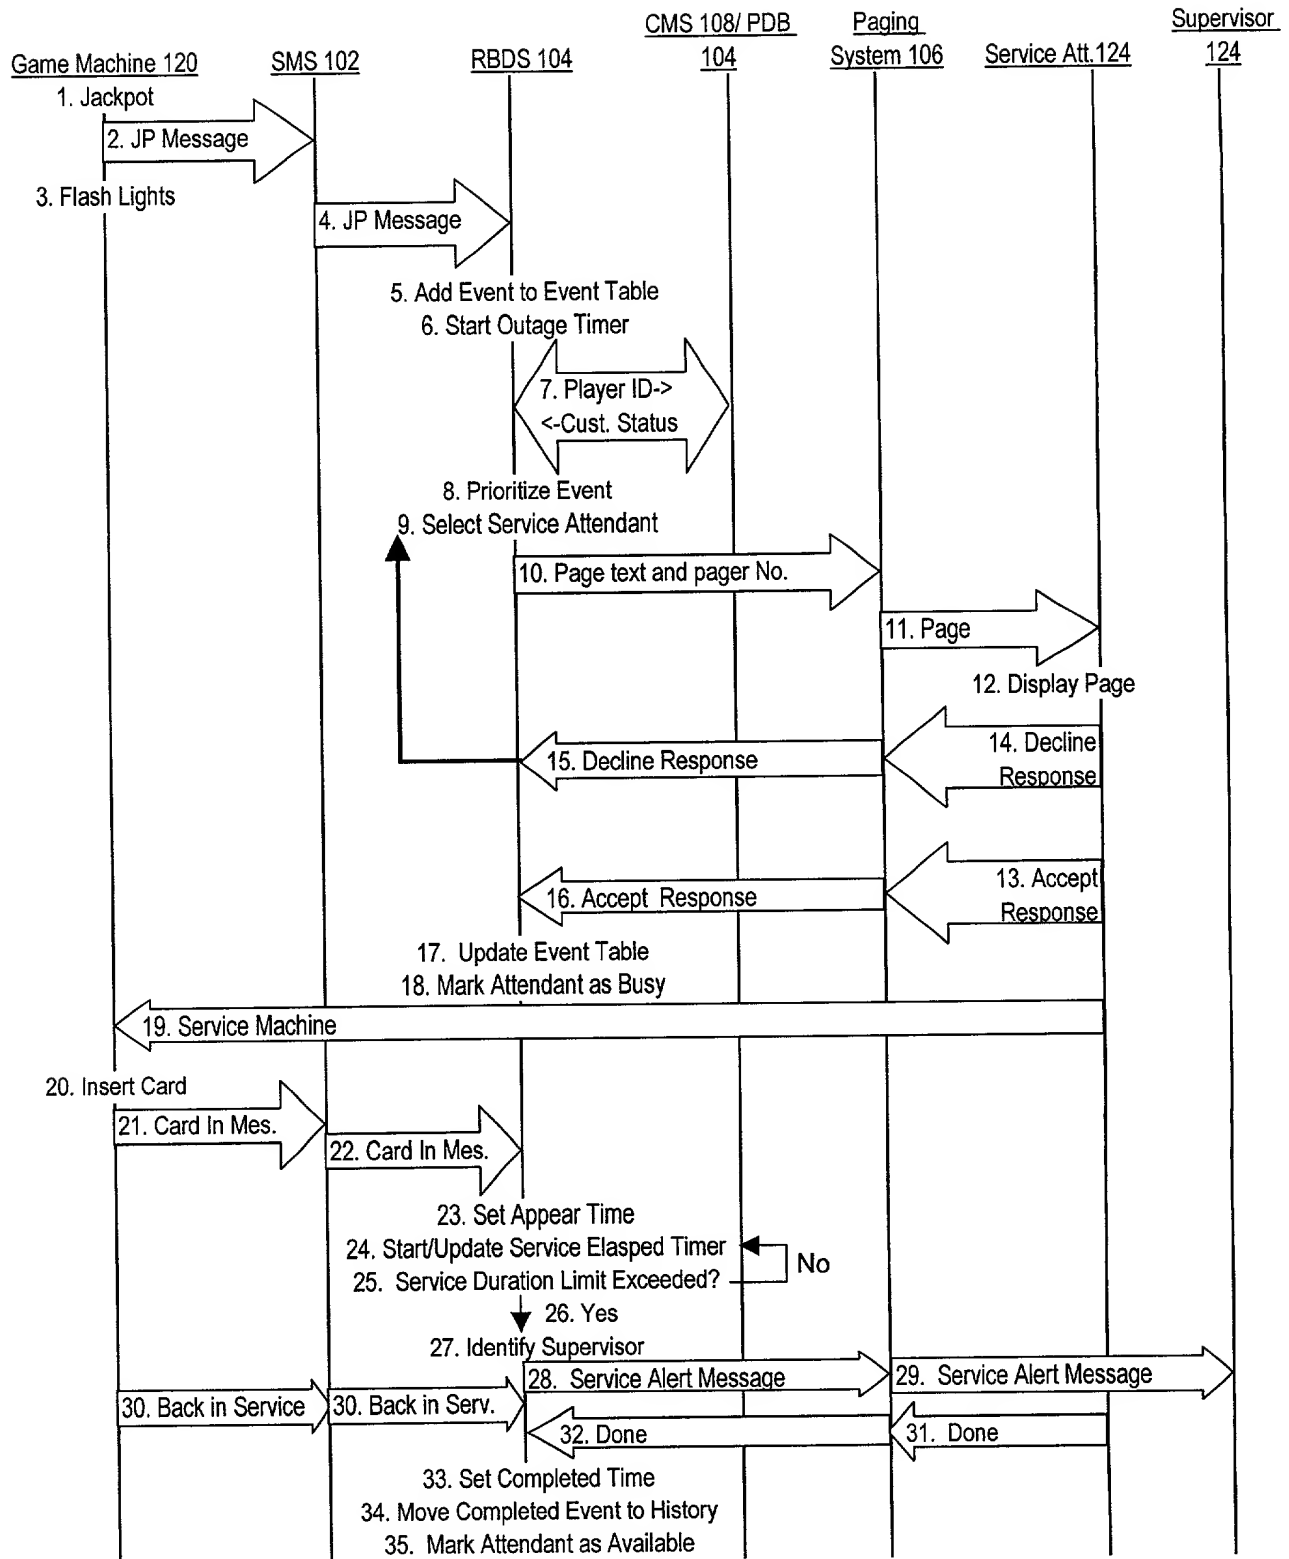 CMS 108/ PDB
104
Paging
System 106
Supervisor
124
Game Machine 120
SMS 102
RBDS 104
Service Att.124
1. Jackpot
2. JP Message
3. Flash Lights
4. JP Message
5. Add Event to Event Table
6. Start Outage Timer
7. Player ID->
<-Cust. Status
8. Prioritize Event
9. Select Service Attendant
10. Page text and pager No.
11. Page
12. Display Page
14. Decline
Response
15. Decline Response
13. Accept
Response
16. Accept Response
17. Update Event Table
18. Mark Attendant as Busy
19. Service Machine
20. Insert Card
21. Card In Mes.
22. Card In Mes.
23. Set Appear Time
24. Start/Update Service Elasped Timer
No
25. Service Duration Limit Exceeded?
26. Yes
27. Identify Supervisor
28. Service Alert Message
29. Service Alert Message
30. Back in Service
30. Back in Serv.
32. Done
31. Done
33. Set Completed Time
34. Move Completed Event to History
35. Mark Attendant as Available